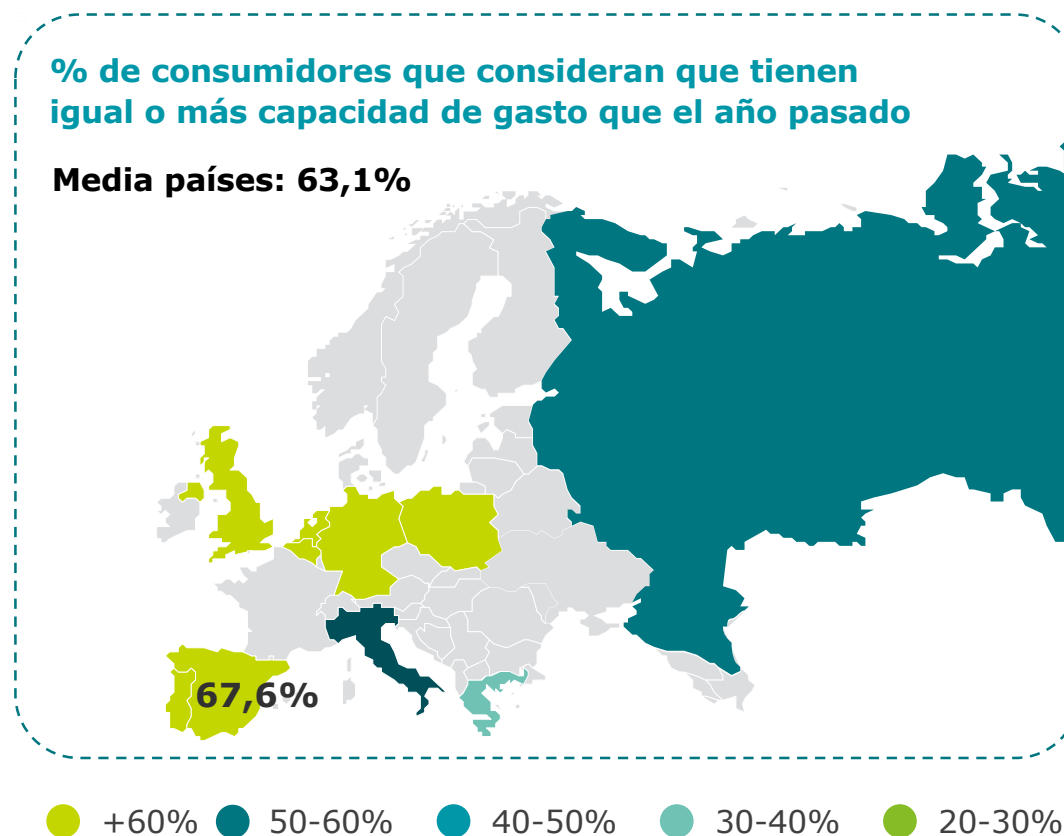 % de consumidores que consideran que tienen
igual o más capacidad de gasto que el año pasado
Media países: 63,1%
67,6%
+60% 50-60% 40-50% 30-40% 20-30%